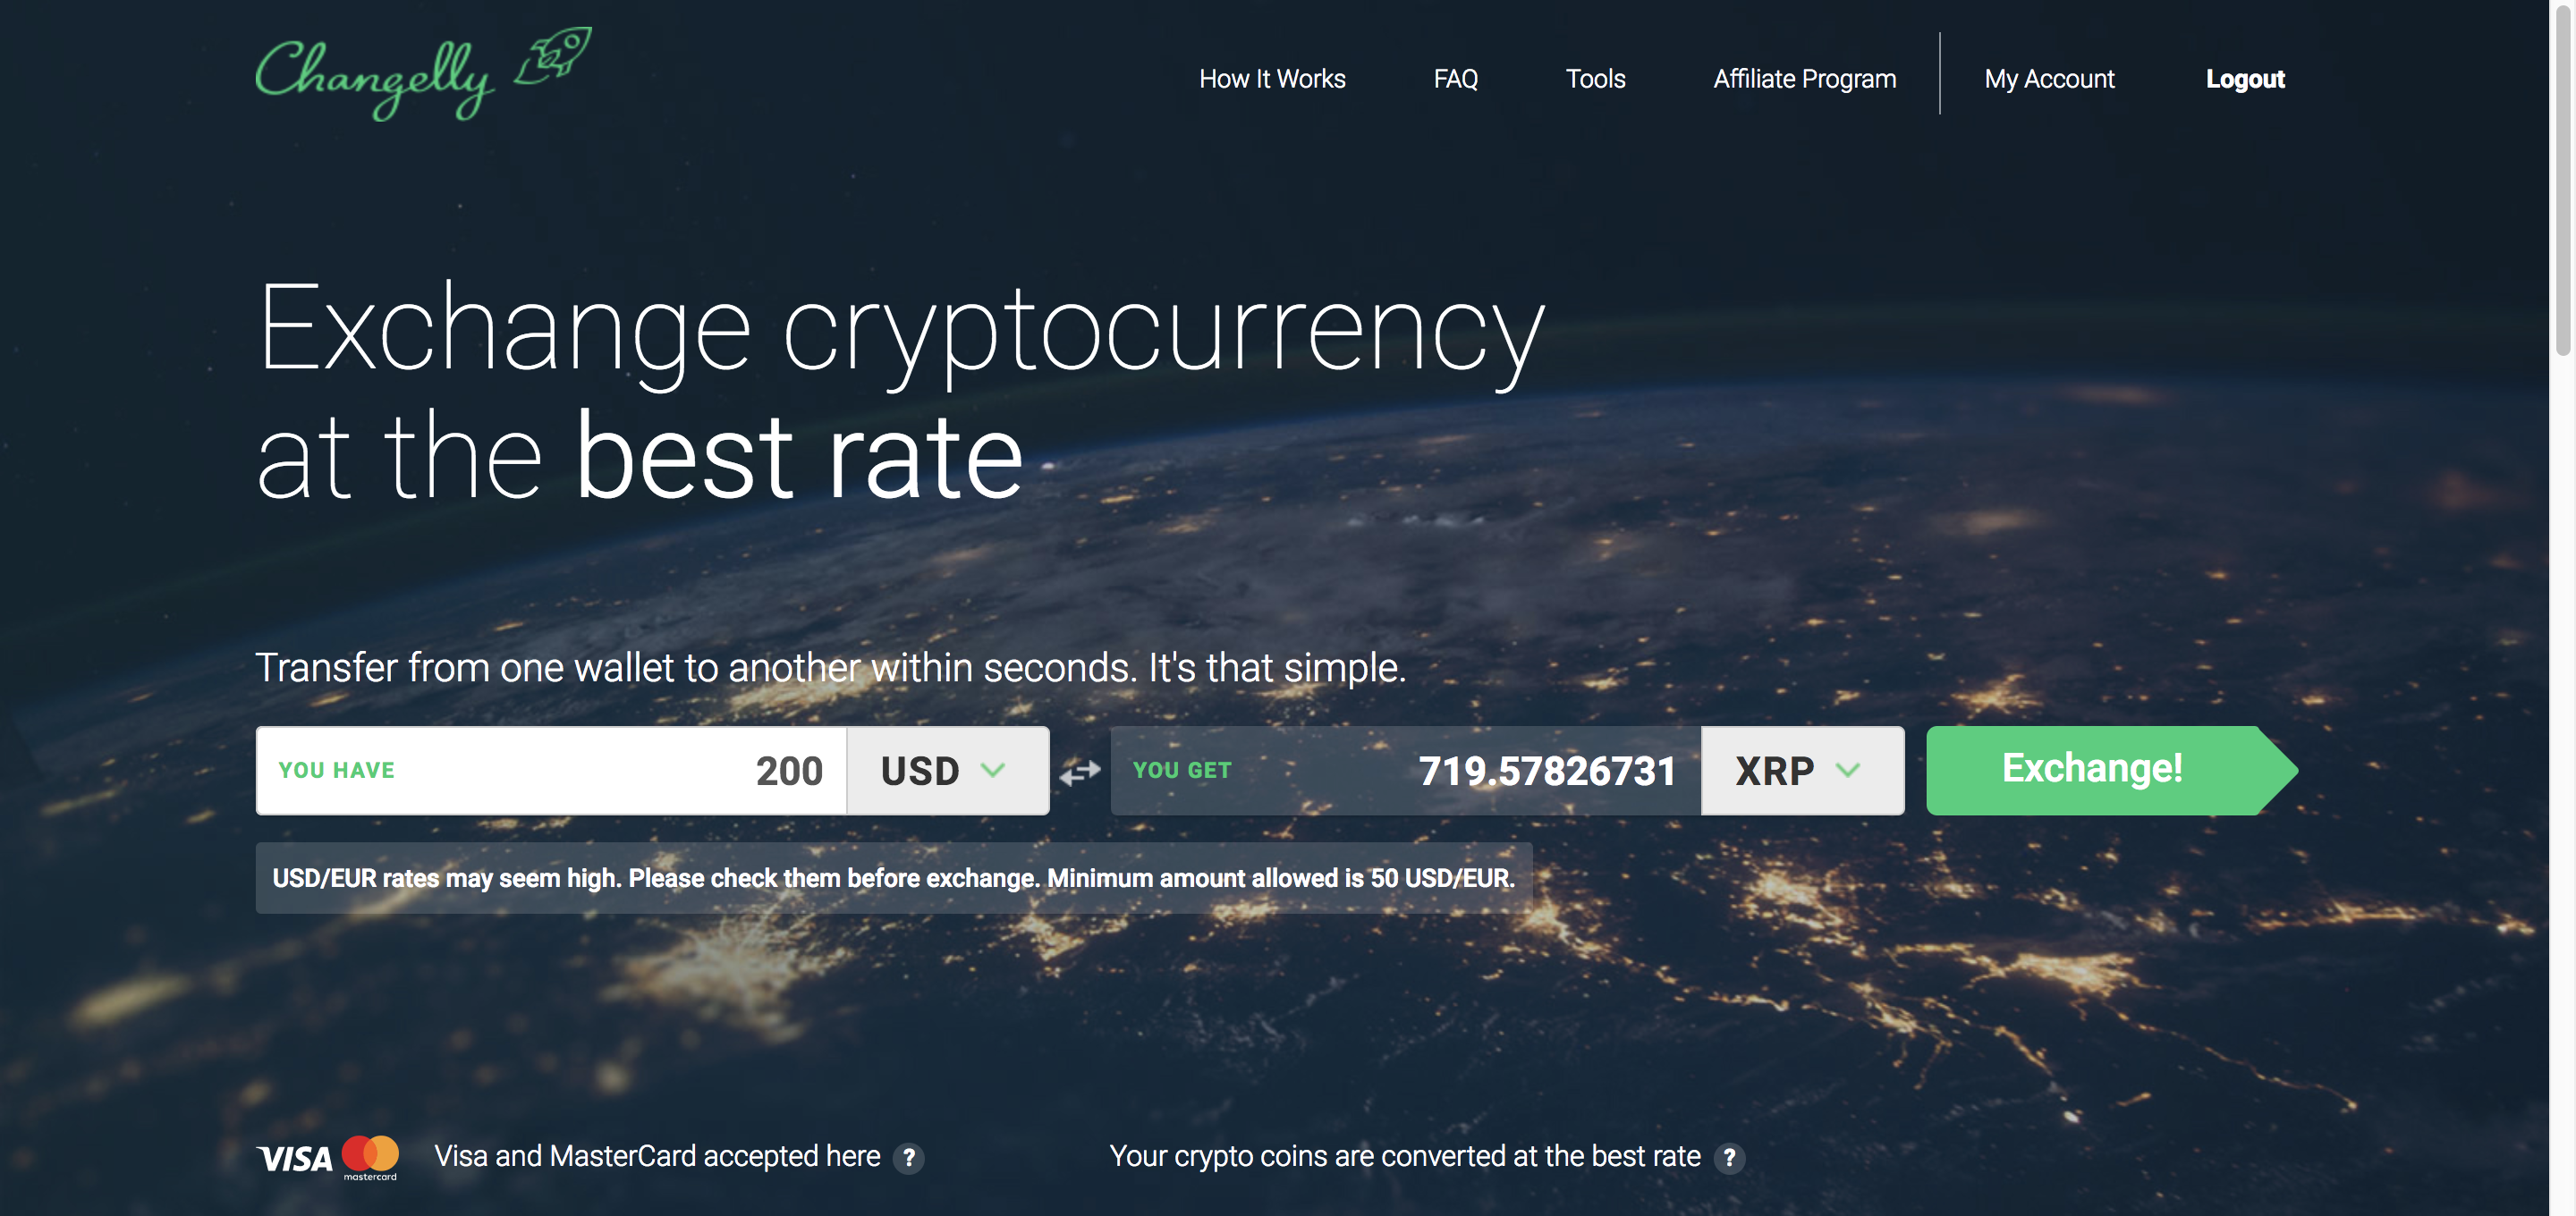 Changelly
How It Works
FAQ
Tools
Affiliate Program
My Account
Logout
Exchange cryptocurrency
at the best rate
Transfer from one wallet to another within seconds. It's that simple.
YOU HAVE 200 USD
YOU GET 719.57826731 XRP
Exchange!
USD/EUR rates may seem high. Please check them before exchange. Minimum amount allowed is 50 USD/EUR.
VISA mastercard Visa and MasterCard accepted here ?
Your crypto coins are converted at the best rate ?